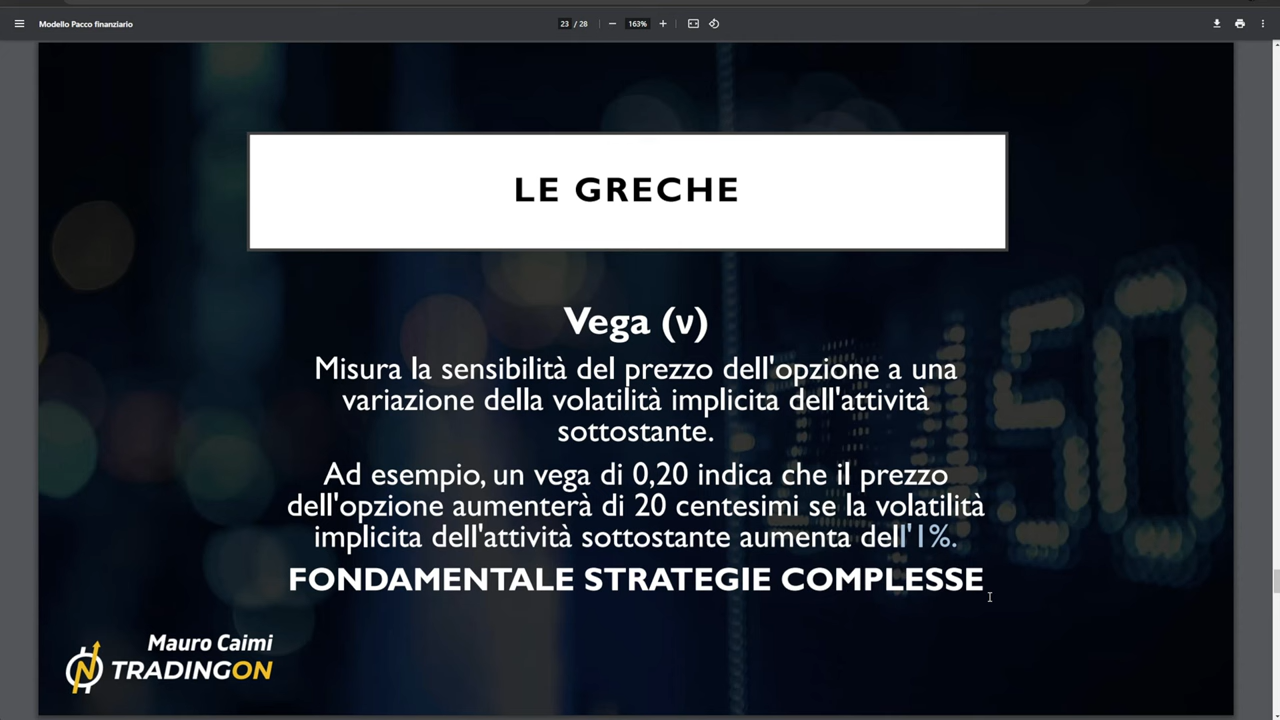 Modello Pacco finanziario
23 / 28
163%
LE GRECHE
Vega (ν)
Misura la sensibilità del prezzo dell'opzione a una
variazione della volatilità implicita dell'attività
sottostante.
Ad esempio, un vega di 0,20 indica che il prezzo
dell'opzione aumenterà di 20 centesimi se la volatilità
implicita dell'attività sottostante aumenta dell'1%.
FONDAMENTALE STRATEGIE COMPLESSE
Mauro Caimi
TRADINGON
450